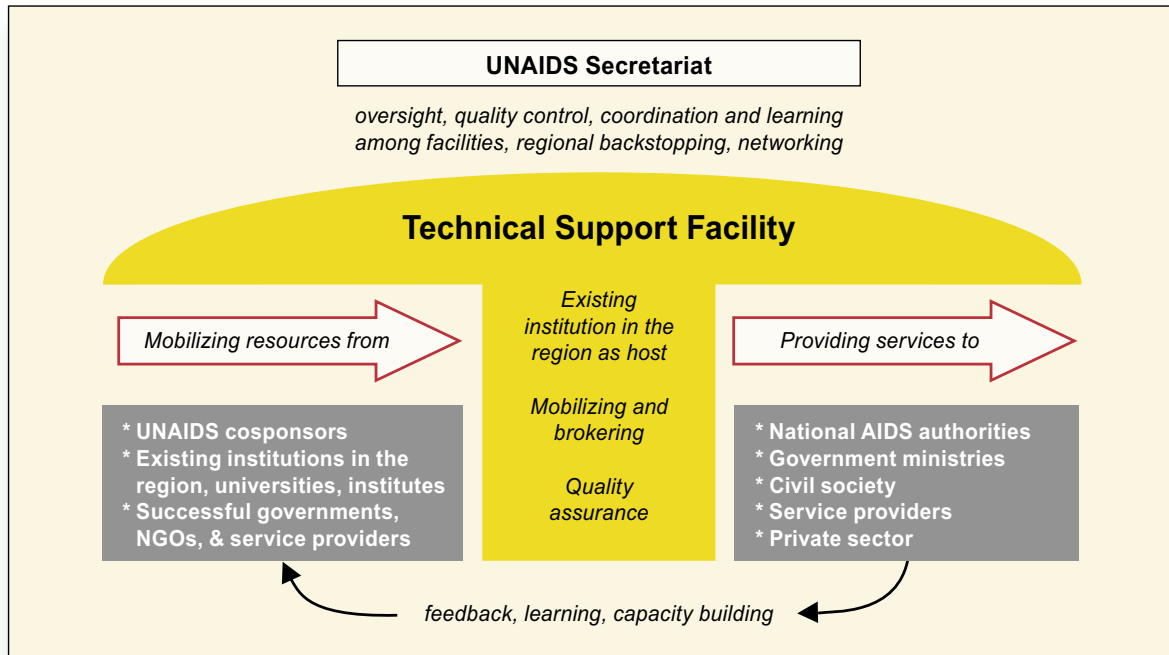 UNAIDS Secretariat
oversight, quality control, coordination and learning
among facilities, regional backstopping, networking
Technical Support Facility
Mobilizing resources from
Existing
institution in the
region as host
Mobilizing and
brokering
Quality
assurance
Providing services to
* UNAIDS cosponsors
* Existing institutions in the
region, universities, institutes
* Successful governments,
NGOs, & service providers
* National AIDS authorities
* Government ministries
* Civil society
* Service providers
* Private sector
feedback, learning, capacity building